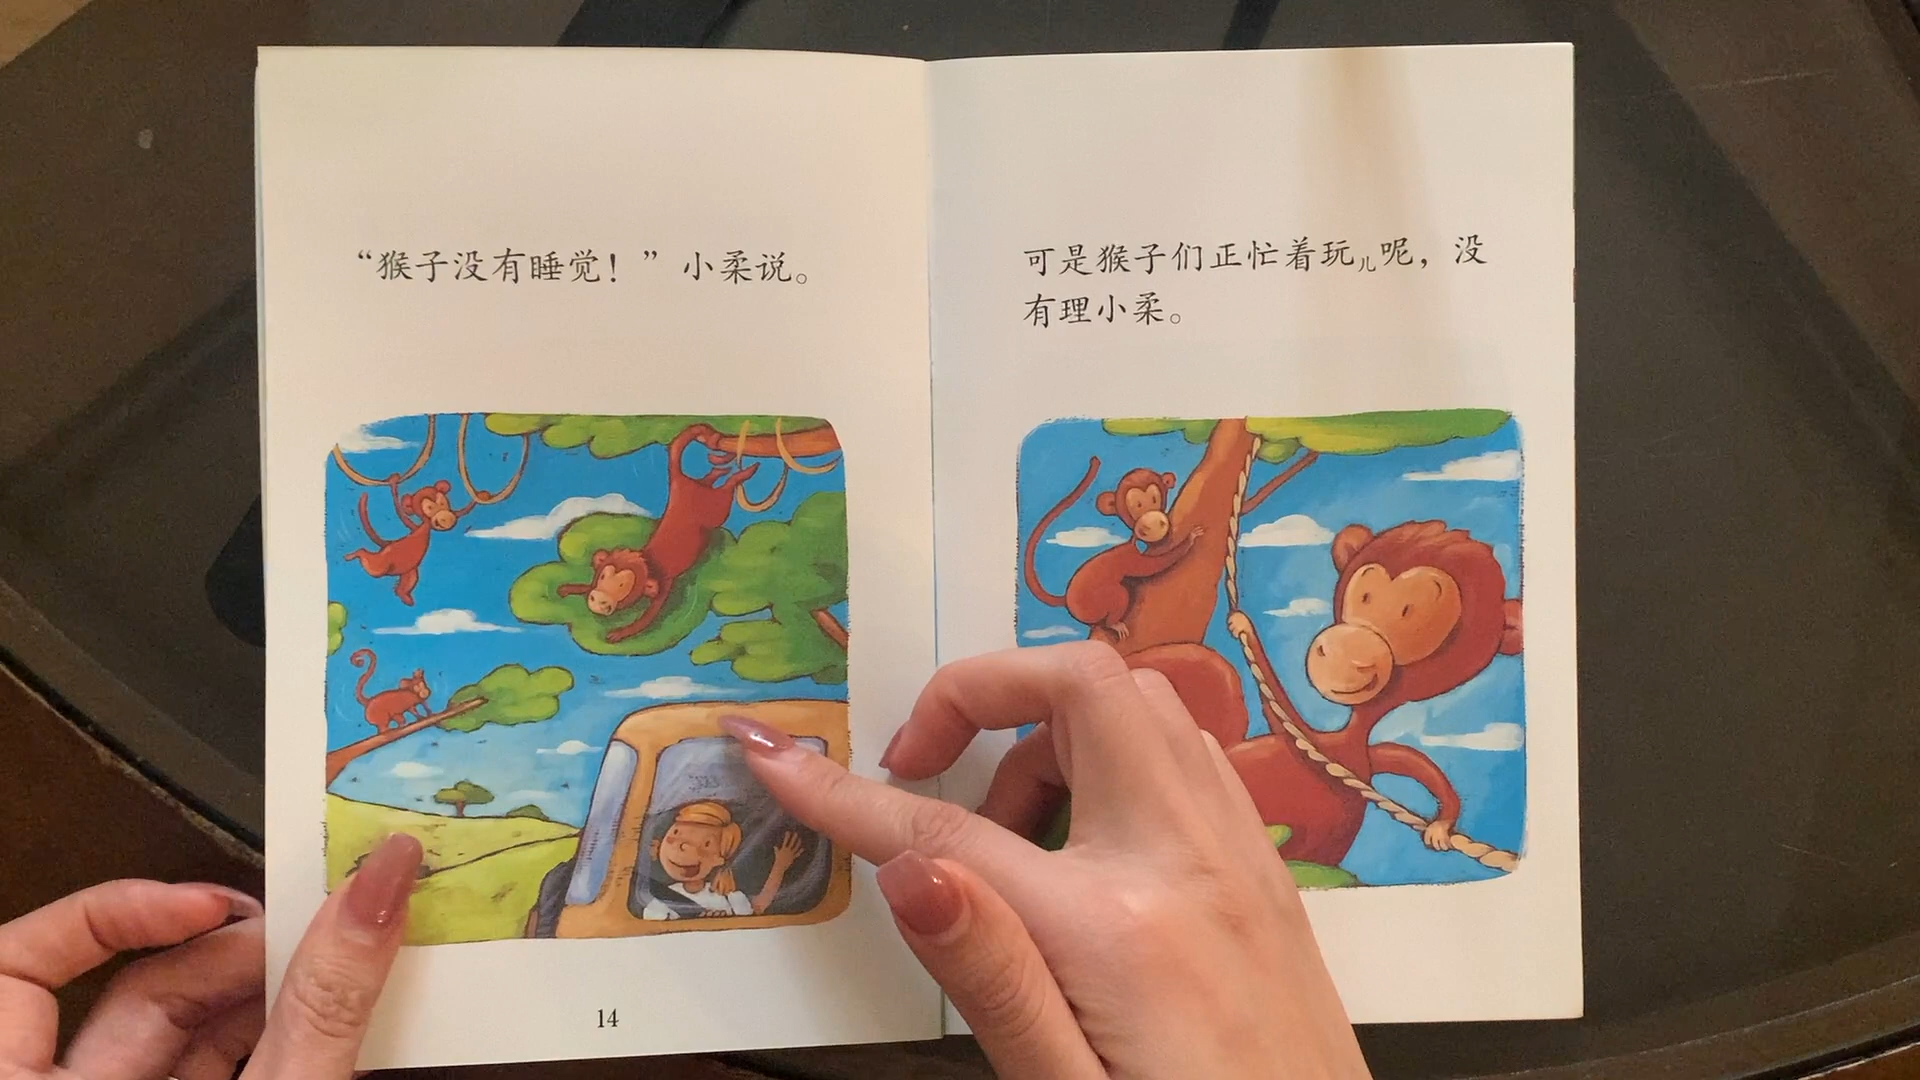 “猴子没有睡觉！”小柔说。
14
可是猴子们正忙着玩儿呢，没
有理小柔。